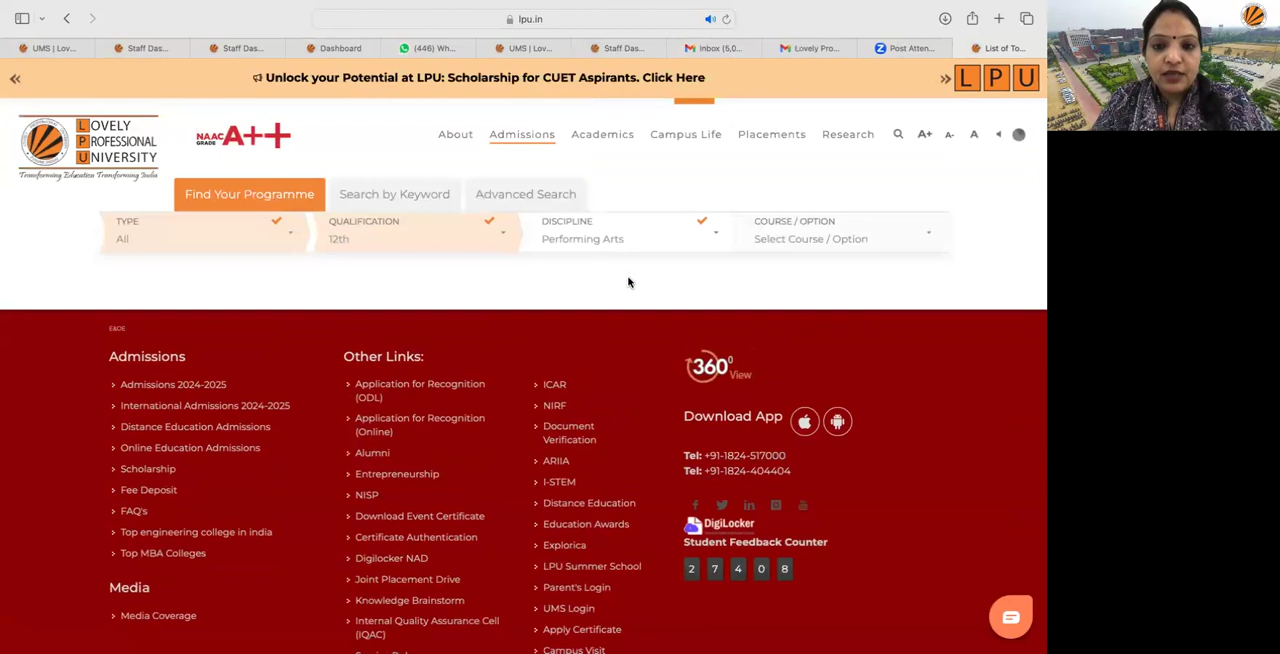 lpu.in
UMS | Lov...
Staff Das...
Staff Das...
Dashboard
(446) Wh...
UMS | Lov...
Staff Das...
Inbox (5,0...
Lovely Pro...
Post Atten...
List of To...
Unlock your Potential at LPU: Scholarship for CUET Aspirants. Click Here
L P U
LOVELY
PROFESSIONAL
UNIVERSITY
Transforming Education Transforming India
NAAC
GRADE A++
About
Admissions
Academics
Campus Life
Placements
Research
A+
A-
A
Find Your Programme
Search by Keyword
Advanced Search
TYPE
All
QUALIFICATION
12th
DISCIPLINE
Performing Arts
COURSE / OPTION
Select Course / Option
E&OE
Admissions
Admissions 2024-2025
International Admissions 2024-2025
Distance Education Admissions
Online Education Admissions
Scholarship
Fee Deposit
FAQ's
Top engineering college in india
Top MBA Colleges
Media
Media Coverage
Other Links:
Application for Recognition
(ODL)
Application for Recognition
(Online)
Alumni
Entrepreneurship
NISP
Download Event Certificate
Certificate Authentication
Digilocker NAD
Joint Placement Drive
Knowledge Brainstorm
Internal Quality Assurance Cell
(IQAC)
ICAR
NIRF
Document
Verification
ARIIA
I-STEM
Distance Education
Education Awards
Explorica
LPU Summer School
Parent's Login
UMS Login
Apply Certificate
Campus Visit
360° View
Download App
Tel: +91-1824-517000
Tel: +91-1824-404404
DigiLocker
Student Feedback Counter
2 7 4 0 8